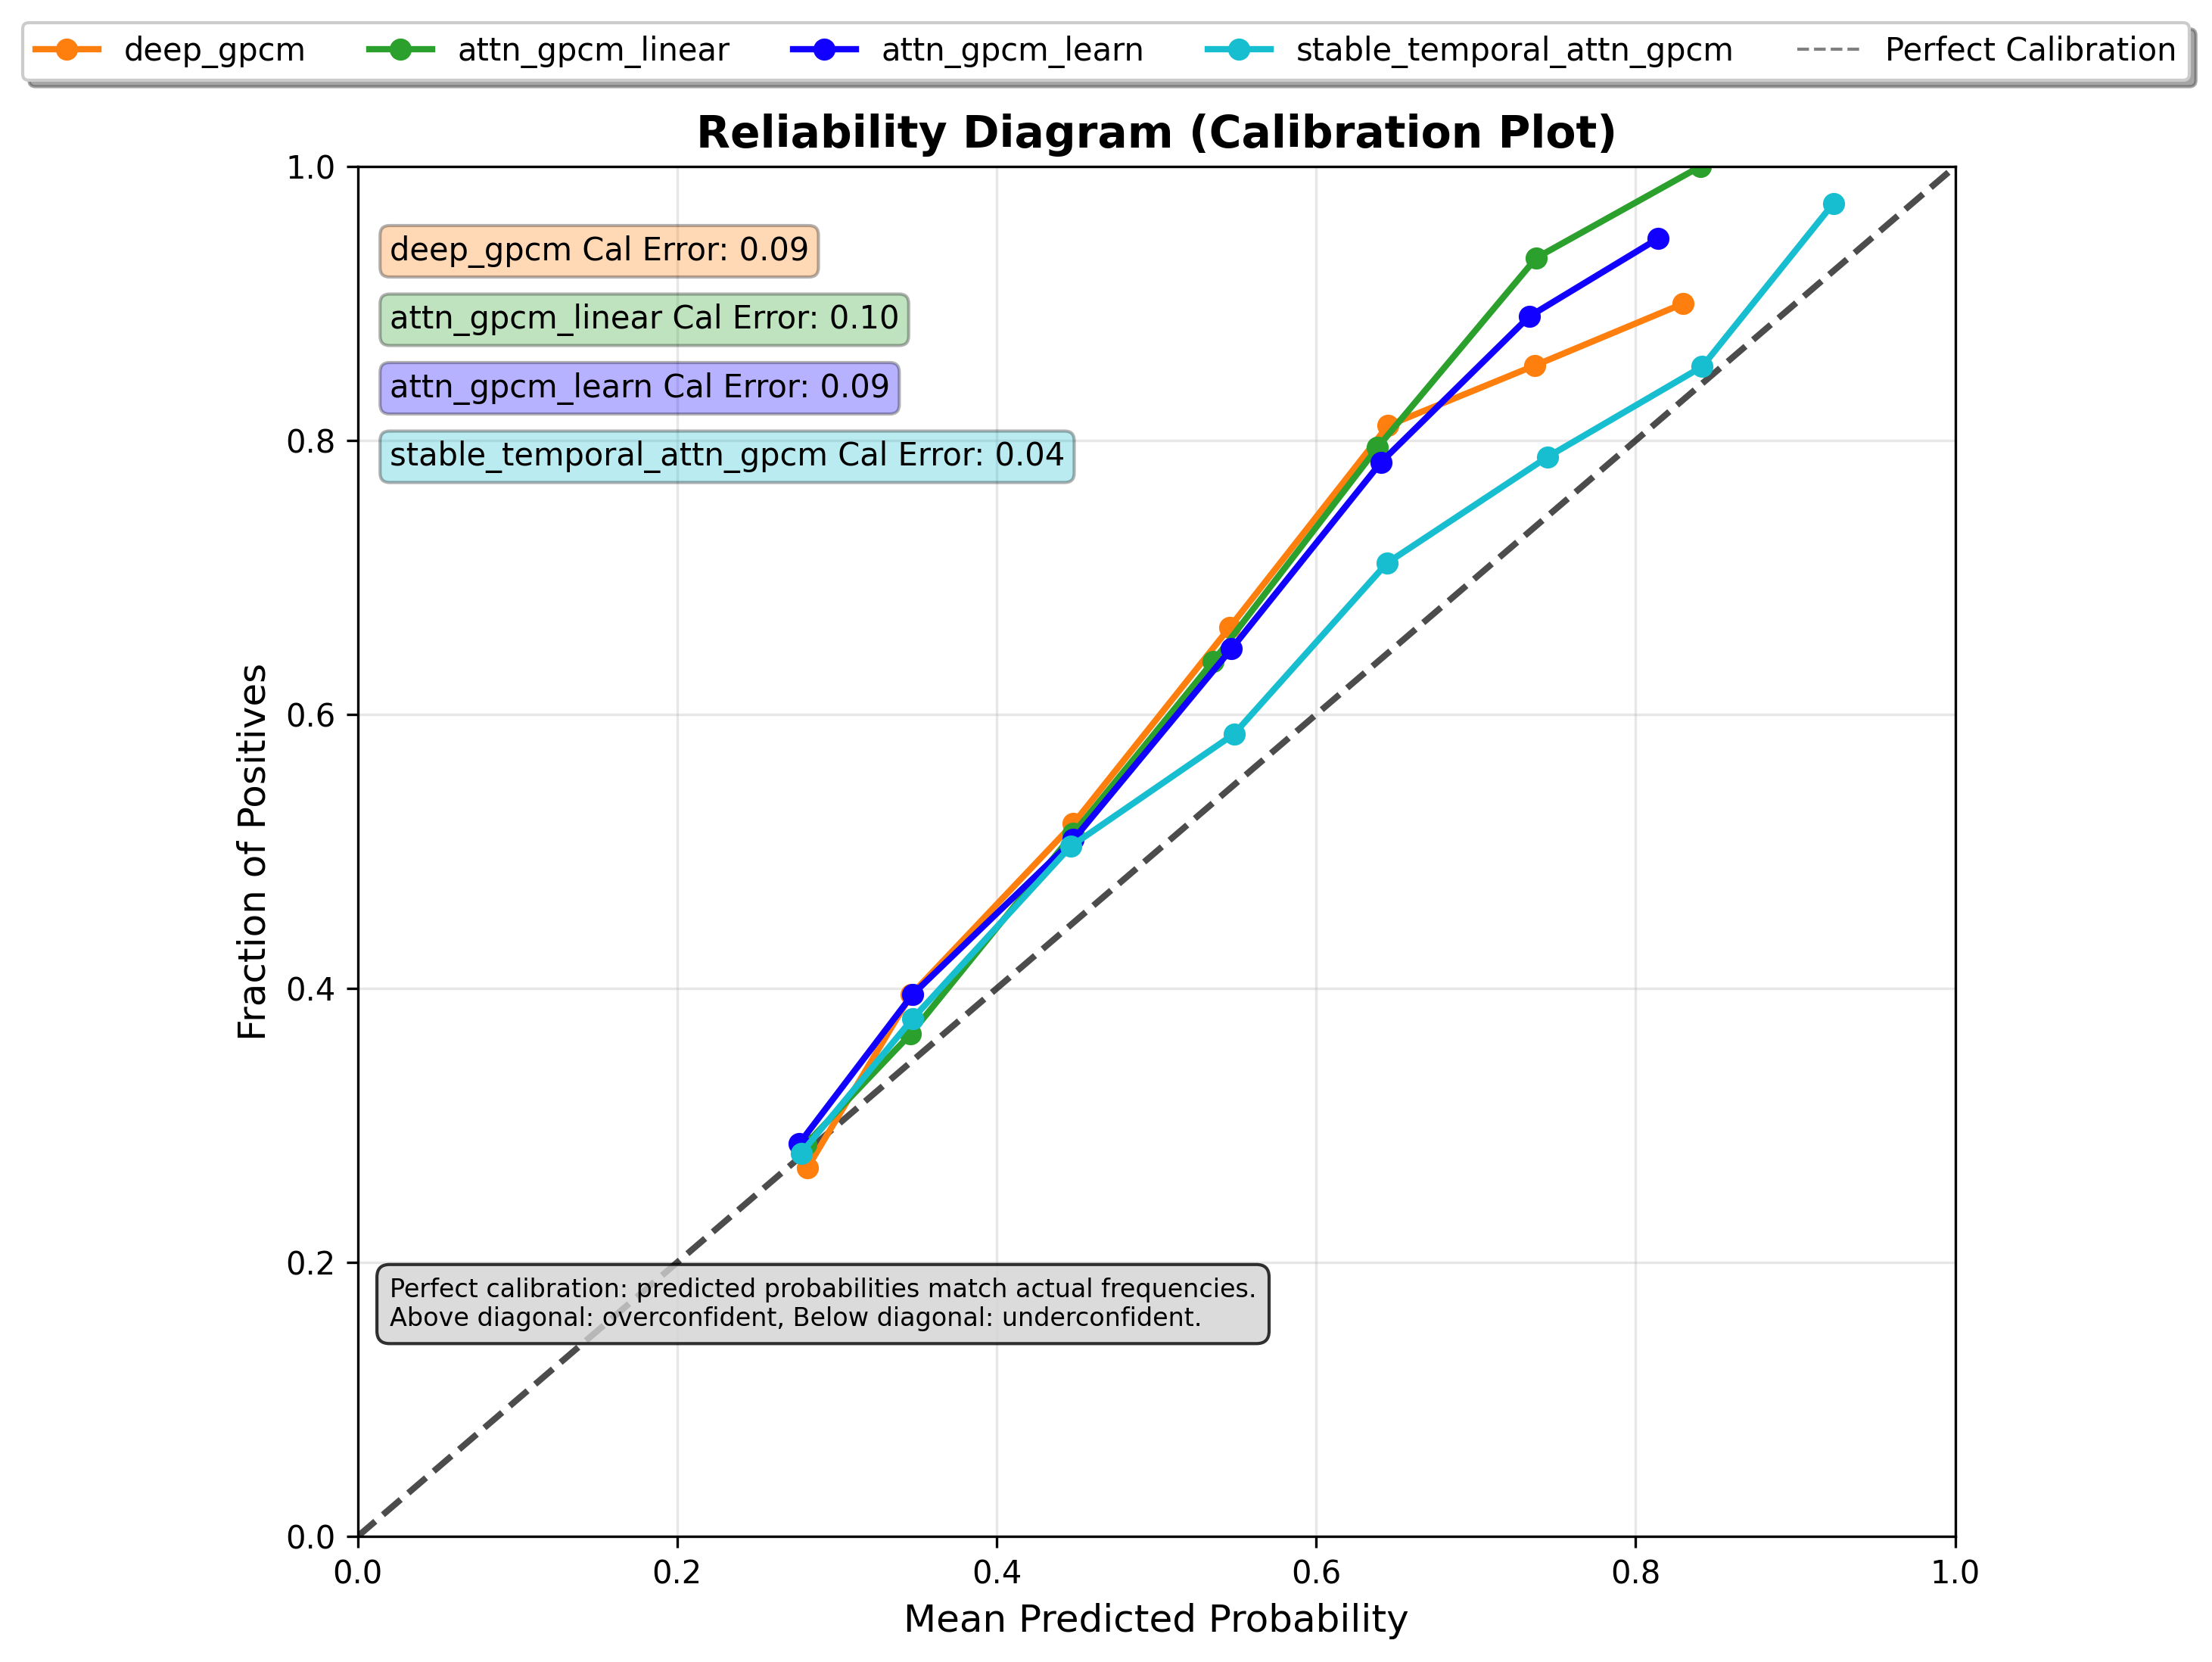 deep_gpcm attn_gpcm_linear attn_gpcm_learn stable_temporal_attn_gpcm Perfect Calibration
Reliability Diagram (Calibration Plot)
deep_gpcm Cal Error: 0.09
attn_gpcm_linear Cal Error: 0.10
attn_gpcm_learn Cal Error: 0.09
stable_temporal_attn_gpcm Cal Error: 0.04
Perfect calibration: predicted probabilities match actual frequencies.
Above diagonal: overconfident, Below diagonal: underconfident.
Fraction of Positives
1.0
0.8
0.6
0.4
0.2
0.0
0.0 0.2 0.4 0.6 0.8 1.0
Mean Predicted Probability